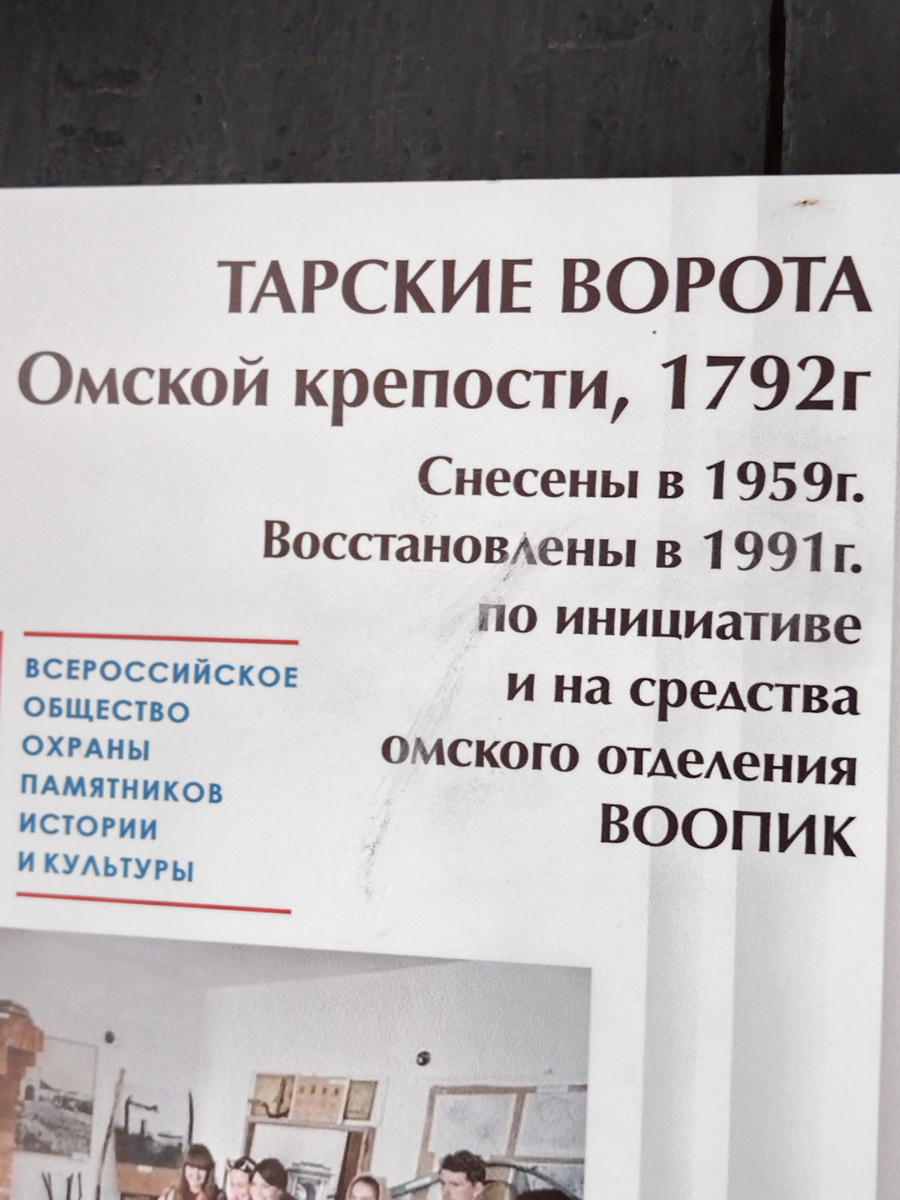 ТАРСКИЕ ВОРОТА
Омской крепости, 1792г
Снесены в 1959г.
Восстановлены в 1991г.
по инициативе
и на средства
омского отделения
ВООПИК
ВСЕРОССИЙСКОЕ
ОБЩЕСТВО
ОХРАНЫ
ПАМЯТНИКОВ
ИСТОРИИ
И КУЛЬТУРЫ